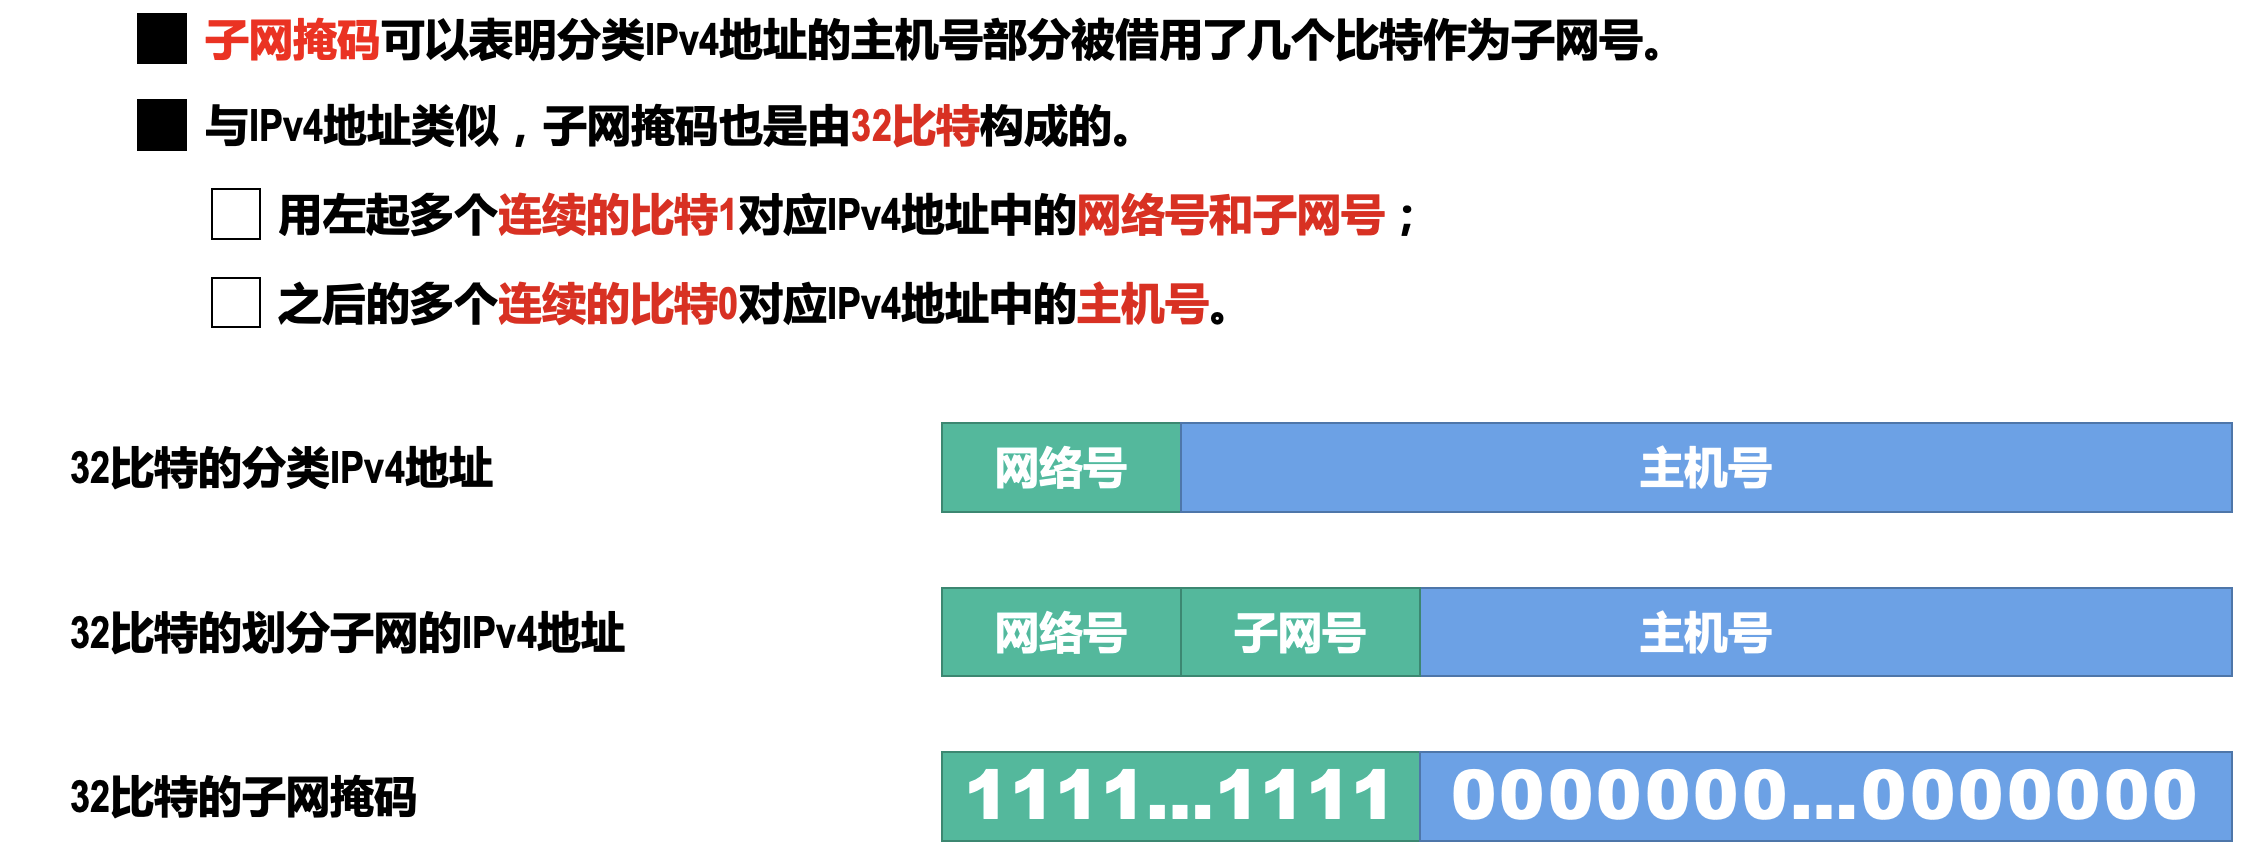 子网掩码可以表明分类IPv4地址的主机号部分被借用了几个比特作为子网号。
与IPv4地址类似，子网掩码也是由32比特构成的。
用左起多个连续的比特1对应IPv4地址中的网络号和子网号；
之后的多个连续的比特0对应IPv4地址中的主机号。
32比特的分类IPv4地址 网络号 主机号
32比特的划分子网的IPv4地址 网络号 子网号 主机号
32比特的子网掩码 1111...1111 0000000...0000000